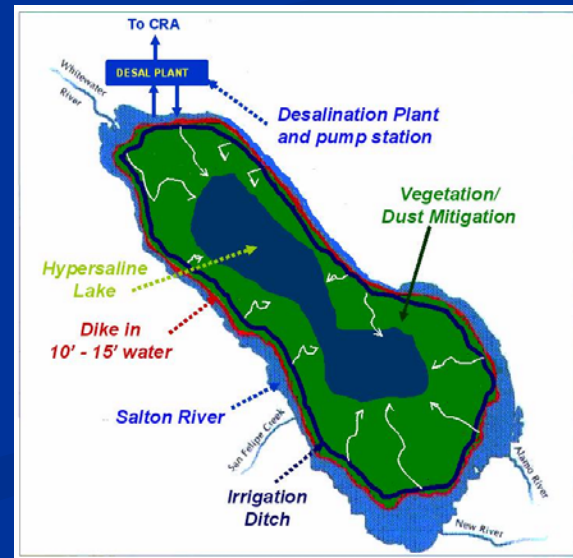 To CRA
DESAL PLANT
Whitewater
River
Desalination Plant
and pump station
Vegetation/
Dust Mitigation
Hypersaline
Lake
Dike in
10' - 15' water
Salton River
San Felipe Creek
Irrigation
Ditch
Alamo River
New River